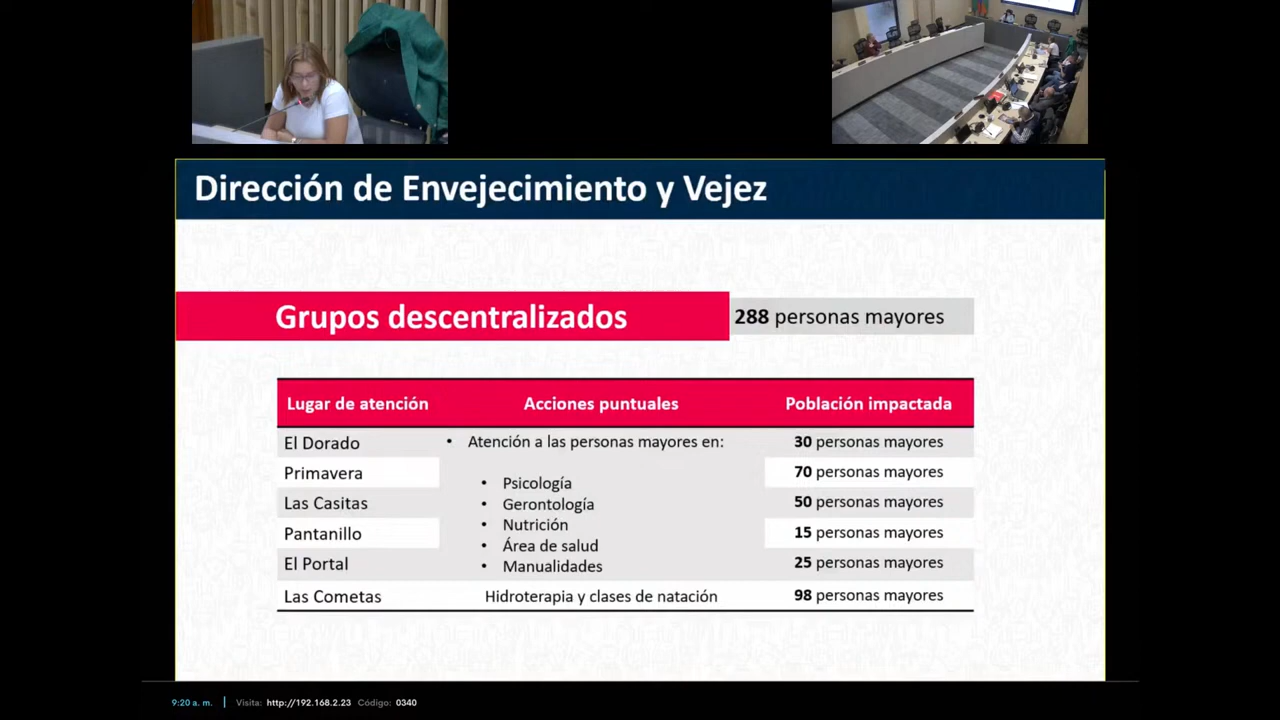 Dirección de Envejecimiento y Vejez
Grupos descentralizados
288 personas mayores
Lugar de atención Acciones puntuales Población impactada
El Dorado
• Atención a las personas mayores en:
30 personas mayores
Primavera
70 personas mayores
• Psicología
Las Casitas
• Gerontología
50 personas mayores
• Nutrición
Pantanillo
15 personas mayores
• Área de salud
El Portal
• Manualidades
25 personas mayores
Las Cometas Hidroterapia y clases de natación 98 personas mayores
9:20 a. m. | Visita: http://192.168.2.23 Código: 0340